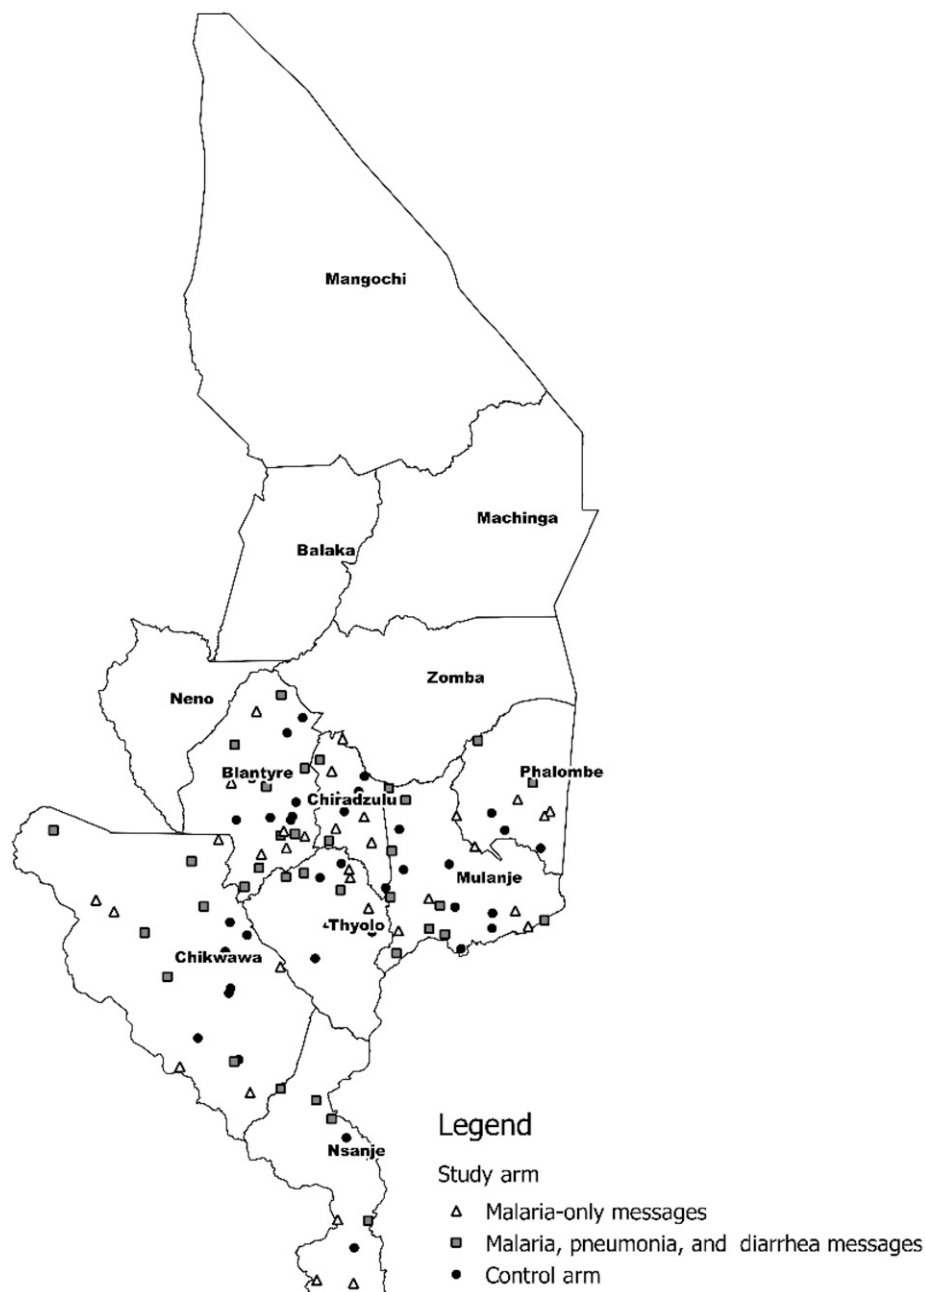 Mangochi
Machinga
Balaka
Zomba
Neno
Phalombe
Blantyre
Chiradzulu
Mulanje
Thyolo
Chikwawa
Legend
Nsanje
Study arm
Malaria-only messages
Malaria, pneumonia, and diarrhea messages
Control arm